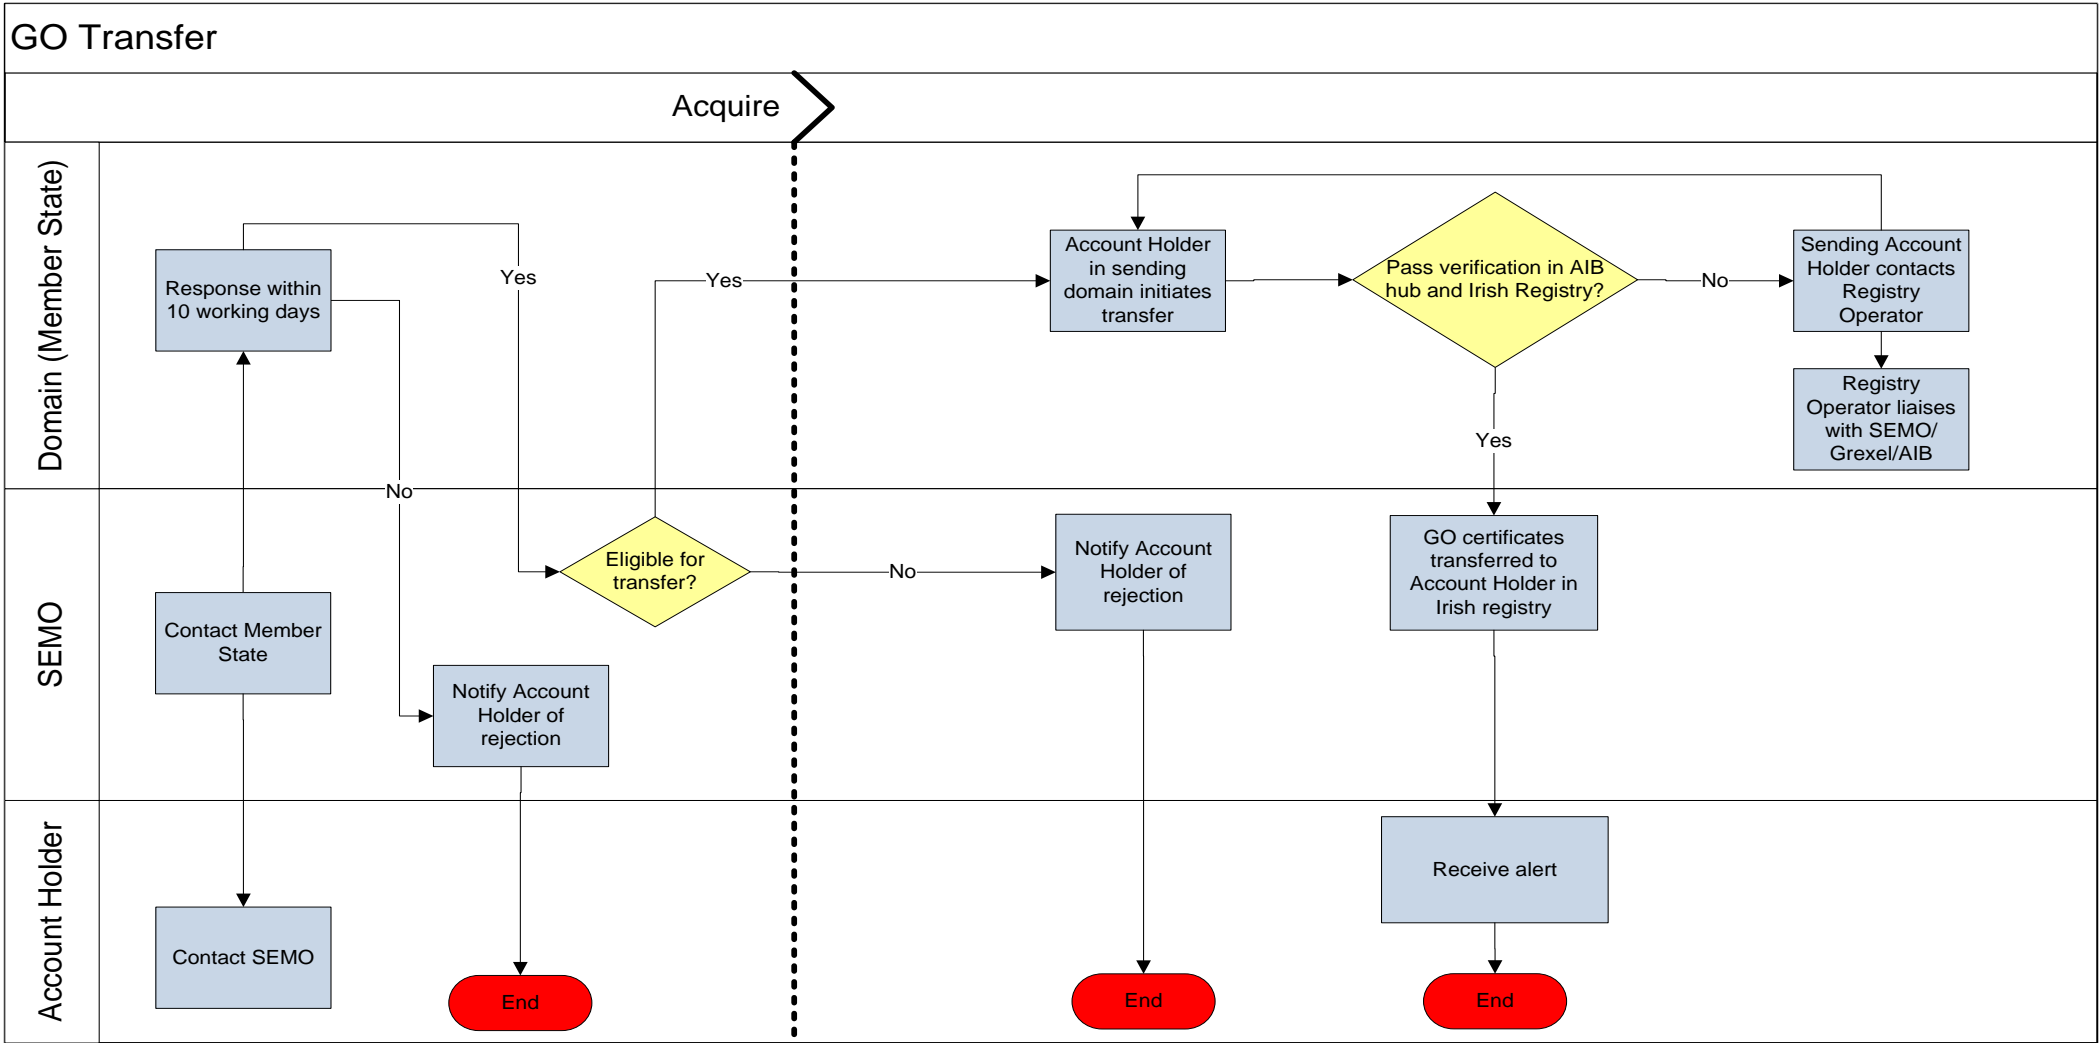 GO Transfer
Acquire
Domain (Member State)
Response within
10 working days
Yes
No
Yes
Account Holder
in sending
domain initiates
transfer
Pass verification in AIB
hub and Irish Registry?
No
Sending Account
Holder contacts
Registry
Operator
Registry
Operator liaises
with SEMO/
Grexel/AIB
Yes
SEMO
Contact Member
State
Notify Account
Holder of
rejection
Eligible for
transfer?
No
Notify Account
Holder of
rejection
GO certificates
transferred to
Account Holder in
Irish registry
Account Holder
Contact SEMO
End
End
Receive alert
End